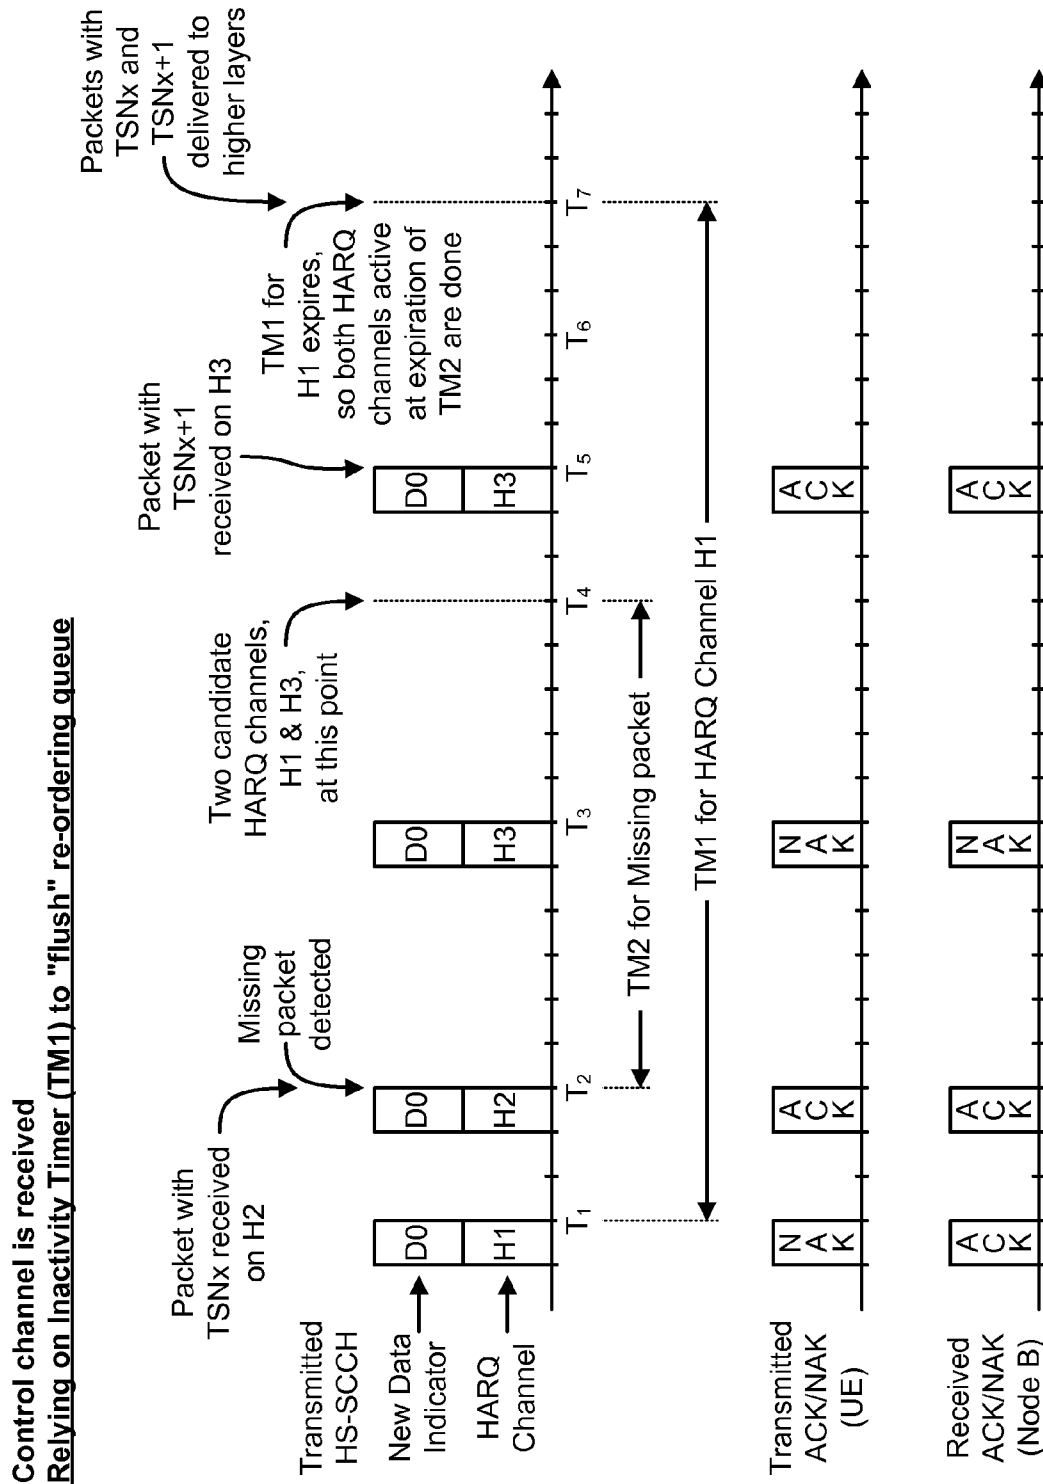 Control channel is received
Relying on Inactivity Timer (TM1) to "flush" re-ordering queue
Packet with
TSNx received
on H2
Missing
packet
detected
Two candidate
HARQ channels,
H1 & H3,
at this point
Packet with
TSNx+1
received on H3
TM1 for
H1 expires,
so both HARQ
channels active
at expiration of
TM2 are done
Packets with
TSNx and
TSNx+1
delivered to
higher layers
Transmitted
HS-SCCH
New Data
Indicator
D0
D0
D0
D0
HARQ
Channel
H1
H2
H3
H3
T1
T2
T3
T4
T5
T6
T7
TM2 for Missing packet
TM1 for HARQ Channel H1
Transmitted
ACK/NAK
(UE)
NAK
ACK
NAK
ACK
Received
ACK/NAK
(Node B)
ACK
ACK
NAK
ACK